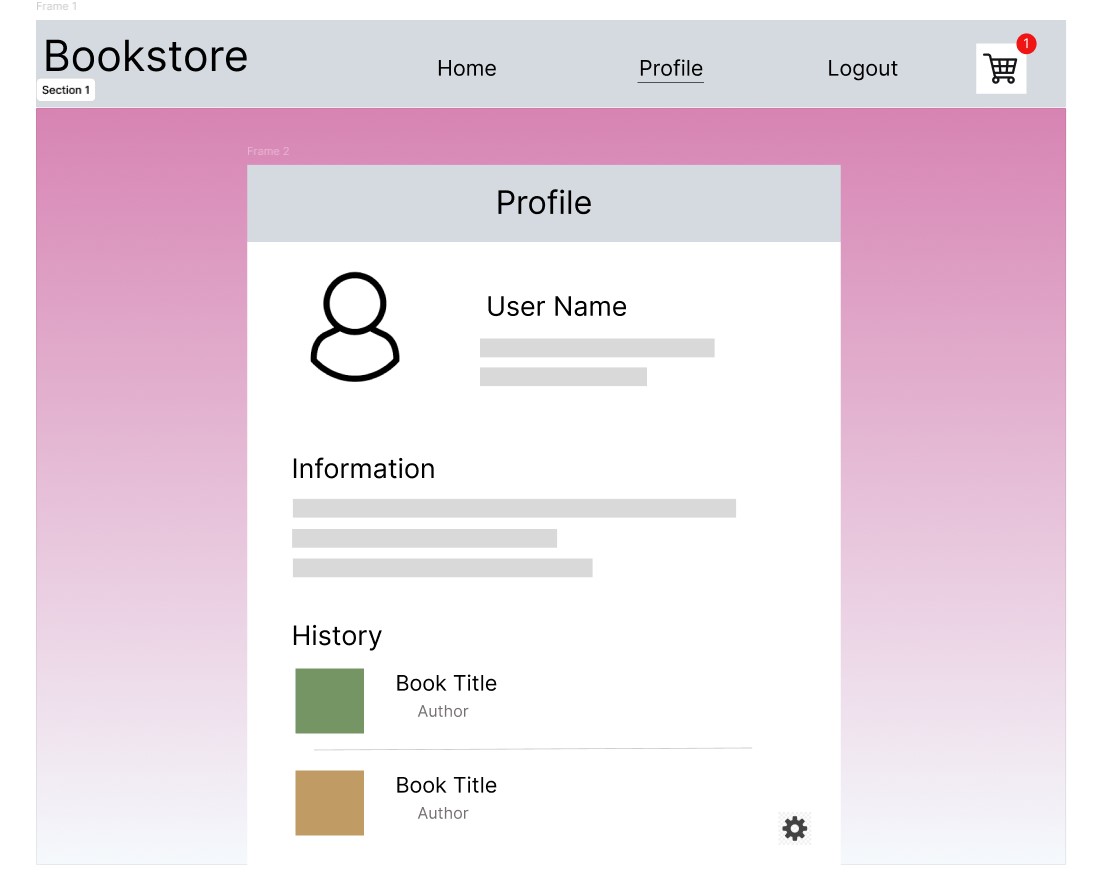 Frame 1
Bookstore
Home
Profile
Logout
1
Section 1
Frame 2
Profile
User Name
Information
History
Book Title
Author
Book Title
Author